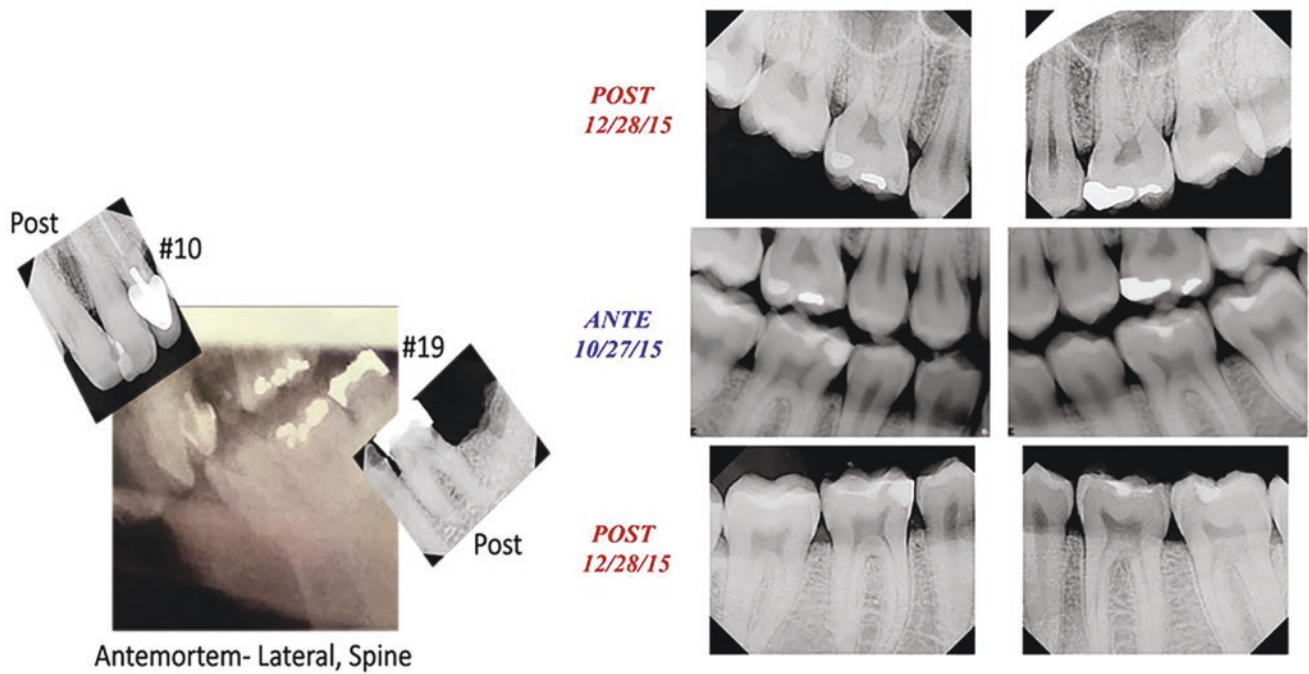 Post
#10
#19
Post
Antemortem- Lateral, Spine
POST
12/28/15
ANTE
10/27/15
POST
12/28/15